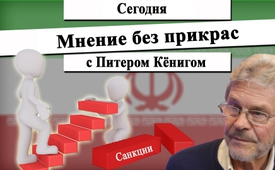 Сегодня
Мнение без прикрас
с Питером Кёнигом
Санкции